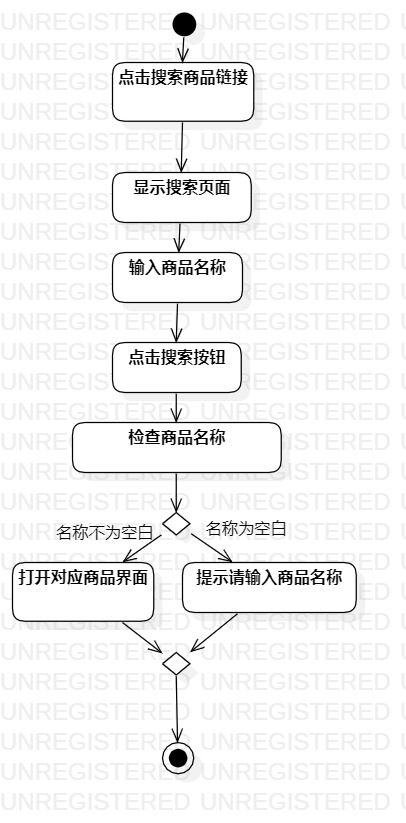 点击搜索商品链接
显示搜索页面
输入商品名称
点击搜索按钮
检查商品名称
名称不为空白
名称为空白
打开对应商品界面
提示请输入商品名称
UNREGISTERED